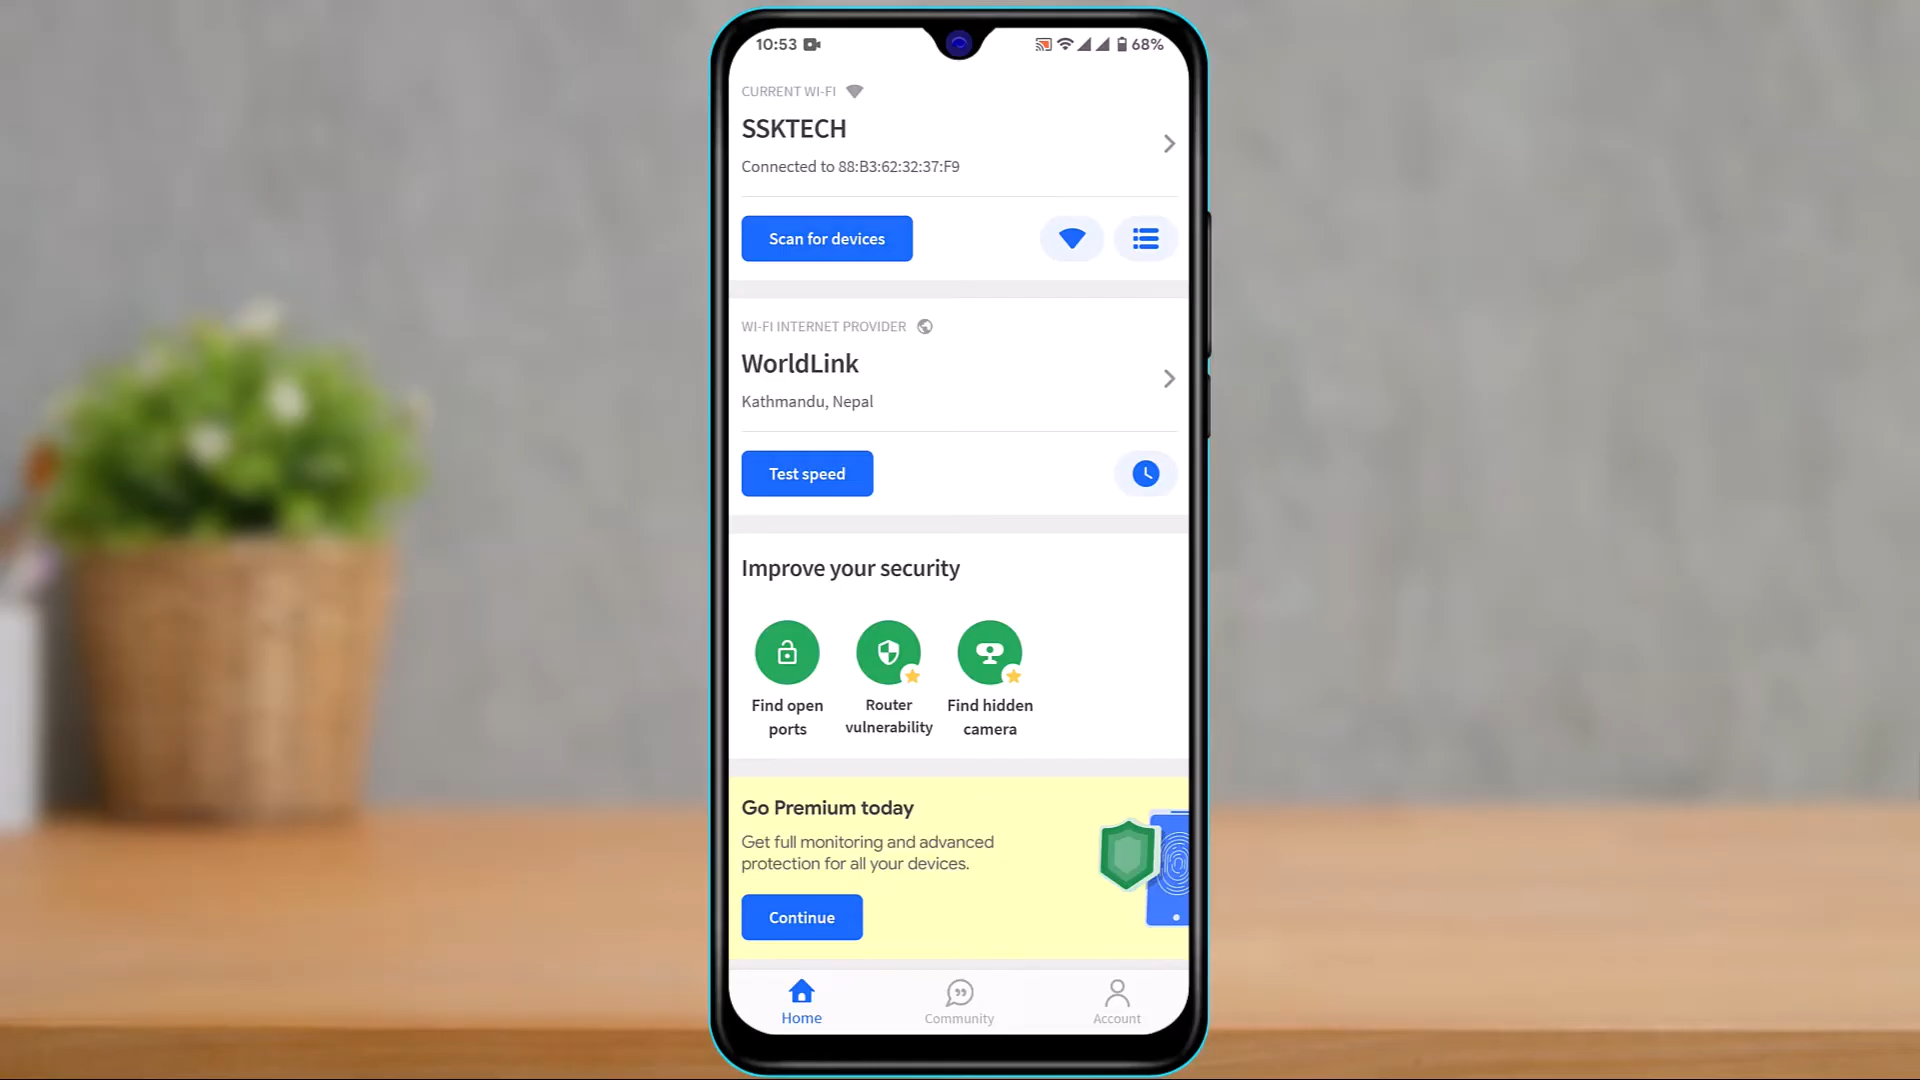 10:53
68%
CURRENT WI-FI
SSKTECH
Connected to 88:B3:62:32:37:F9
Scan for devices
WI-FI INTERNET PROVIDER
WorldLink
Kathmandu, Nepal
Test speed
Improve your security
Find open ports
Router vulnerability
Find hidden camera
Go Premium today
Get full monitoring and advanced
protection for all your devices.
Continue
Home
Community
Account